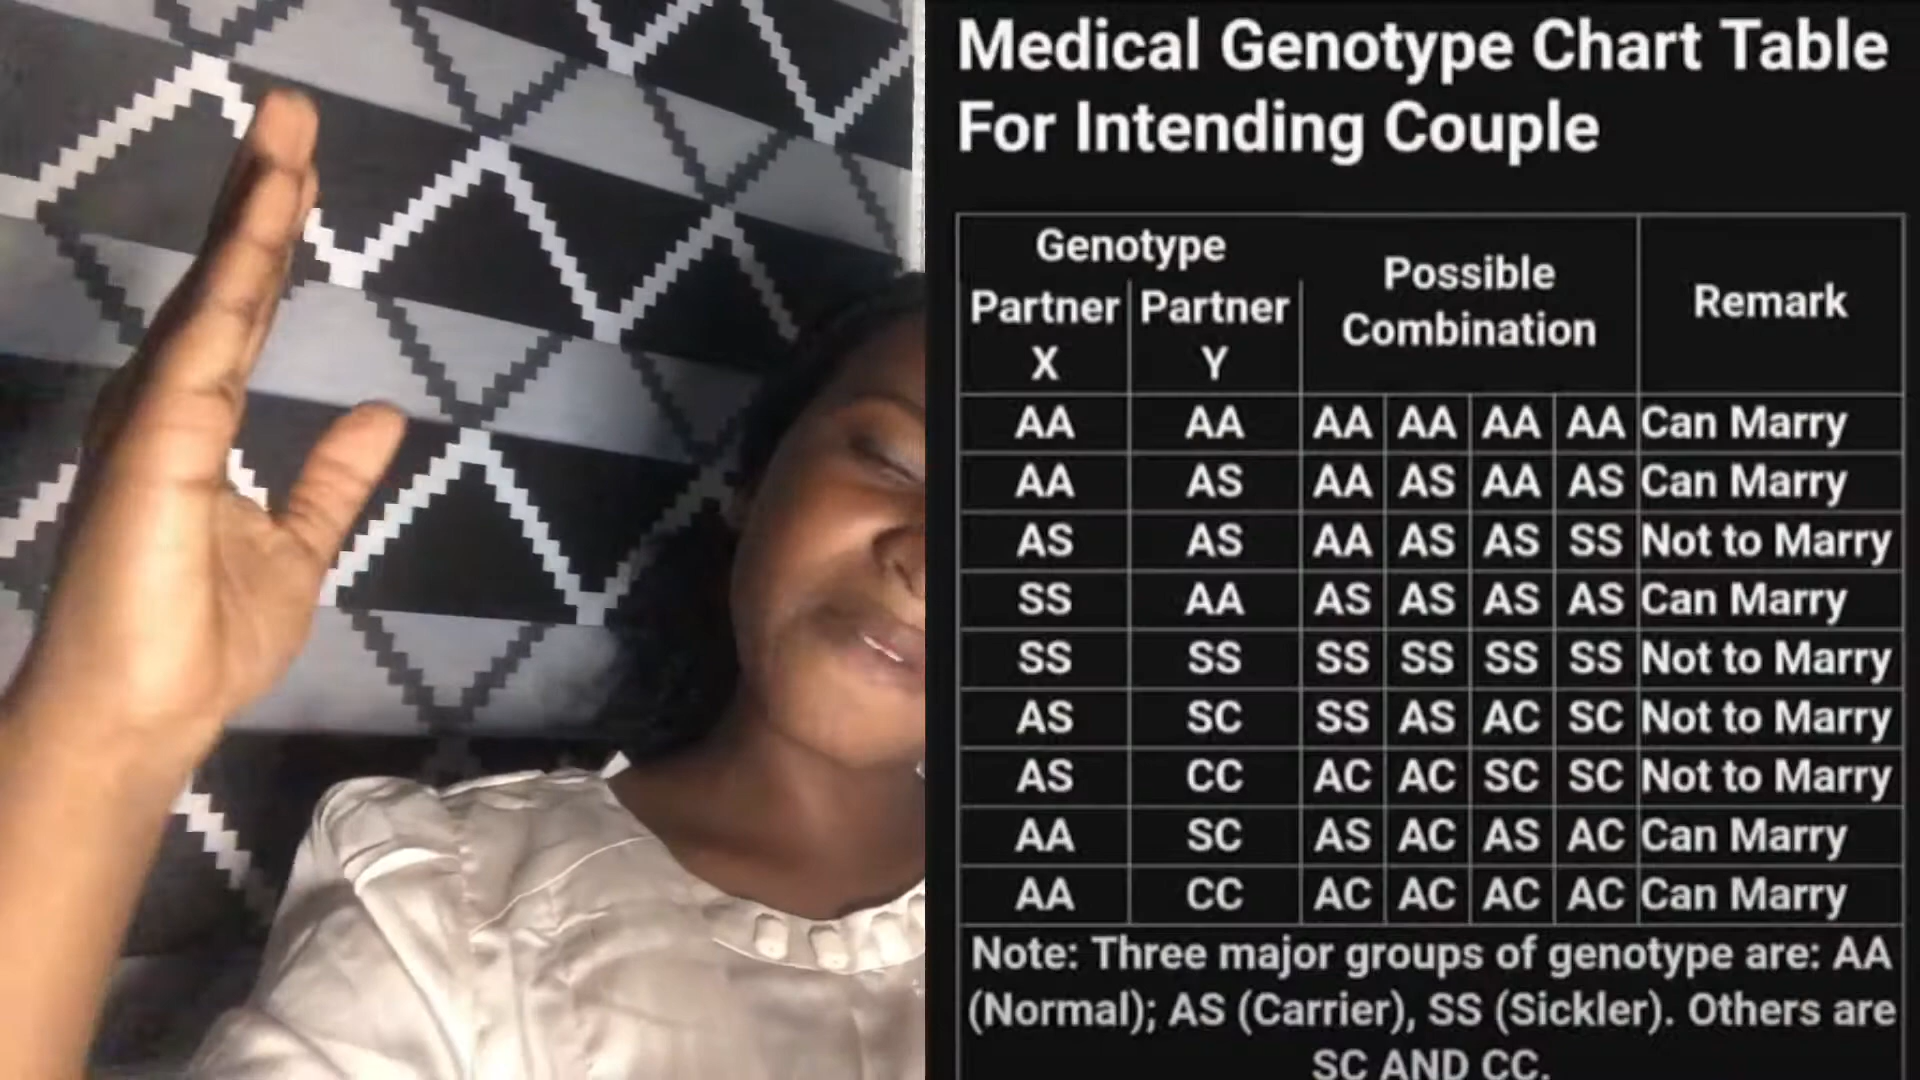 Medical Genotype Chart Table
For Intending Couple
Genotype
Possible Combination
Remark
Partner X
Partner Y
AA AA AA AA AA AA Can Marry
AA AS AA AS AA AS Can Marry
AS AS AA AS AS SS Not to Marry
SS AA AS AS AS AS Can Marry
SS SS SS SS SS SS Not to Marry
AS SC SS AS AC SC Not to Marry
AS CC AC AC SC SC Not to Marry
AA SC AS AC AS AC Can Marry
AA CC AC AC AC AC Can Marry
Note: Three major groups of genotype are: AA
(Normal); AS (Carrier), SS (Sickler). Others are
SC AND CC.